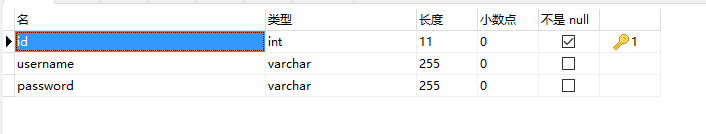 名 类型 长度 小数点 不是 null
id int 11 0 1
username varchar 255 0
password varchar 255 0